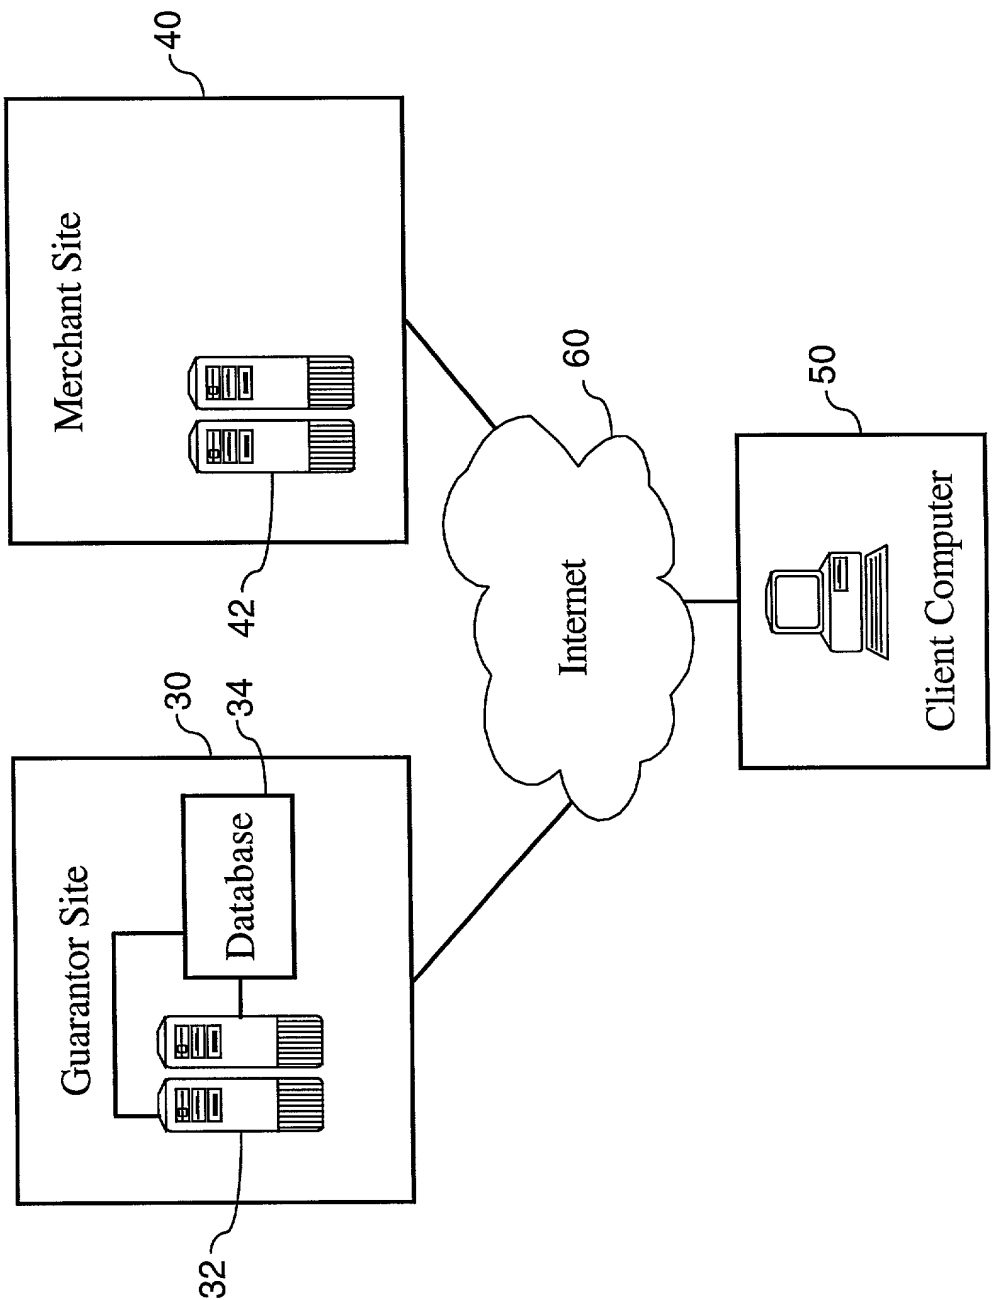 Guarantor Site
30
Database
34
32
Merchant Site
40
42
Internet
60
Client Computer
50